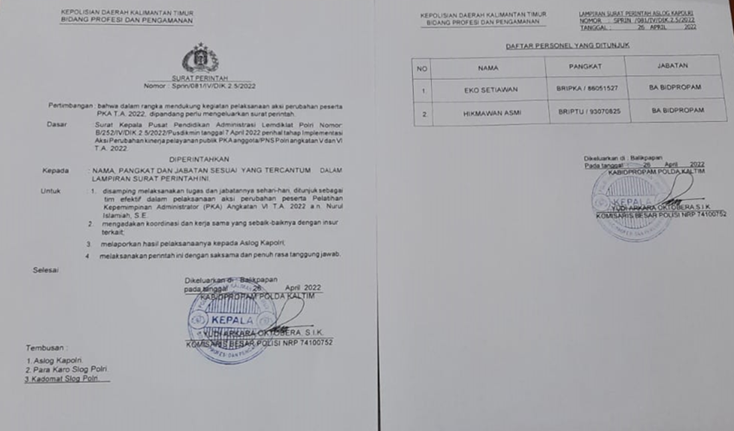 KEPOLISIAN DAERAH KALIMANTAN TIMUR
BIDANG PROFESI DAN PENGAMANAN
SURAT PERINTAH
Nomor : Sprin/081/IV/DIK.2.5/2022
Pertimbangan : bahwa dalam rangka mendukung kegiatan pelaksanaan aksi perubahan peserta
PKA T.A. 2022, dipandang perlu mengeluarkan surat perintah.
Dasar : Surat Kepala Pusat Pendidikan Administrasi Lemdiklat Polri Nomor:
B/252/IV/DIK.2.5/2022/Pusdikmin tanggal 7 April 2022 perihal tahap Implementasi
Aksi Perubahan kinerja pelayanan publik PKA anggota/PNS Polri angkatan V dan VI
T.A. 2022
DIPERINTAHKAN
Kepada : NAMA, PANGKAT DAN JABATAN SESUAI YANG TERCANTUM DALAM
LAMPIRAN SURAT PERINTAH INI.
Untuk : 1. disamping melaksanakan tugas dan jabatannya sehari-hari, ditunjuk sebagai
tim efektif dalam pelaksanaan aksi perubahan peserta Pelatihan
Kepemimpinan Administrator (PKA) Angkatan VI T.A. 2022 a.n. Nurul
Islamiah, S.E.
2. mengadakan koordinasi dan kerja sama yang sebaik-baiknya dengan insur
terkait;
3. melaporkan hasil pelaksanaanya kepada Aslog Kapolri,
4 melaksanakan perintah ini dengan saksama dan penuh rasa tanggung jawab.
Selesai
Dikeluarkan di : Balikpapan
pada tanggal 26 April 2022
KABIDPROPAM POLDA KALTIM
KEPALA
YUDI ARKARA OKTOBERA. S.I.K.
KOMISARIS BESAR POLISI NRP 74100752
Tembusan :
1. Aslog Kapolri.
2. Para Karo Slog Polri.
3 Kadomat Slog Polri.
KEPOLISIAN DAERAH KALIMANTAN TIMUR
BIDANG PROFESI DAN PENGAMANAN
LAMPIRAN SURAT PERINTAH ASLOG KAPOLRI
NOMOR : SPRIN /081/IV/DIK.2.5/2022
TANGGAL : 26 APRIL 2022
DAFTAR PERSONEL YANG DITUNJUK
NO NAMA PANGKAT JABATAN
1. EKO SETIAWAN BRIPKA / 86051527 BA BIDPROPAM
2. HIKMAWAN ASMI BRIPTU / 93070825 BA BIDPROPAM
Dikeluarkan di : Balikpapan
Pada tanggal 26 April 2022
KABIDPROPAM POLDA KALTIM
KEPALA
YUDI ARKARA OKTOBERA S.I.K
KOMISARIS BESAR POLISI NRP 74100752